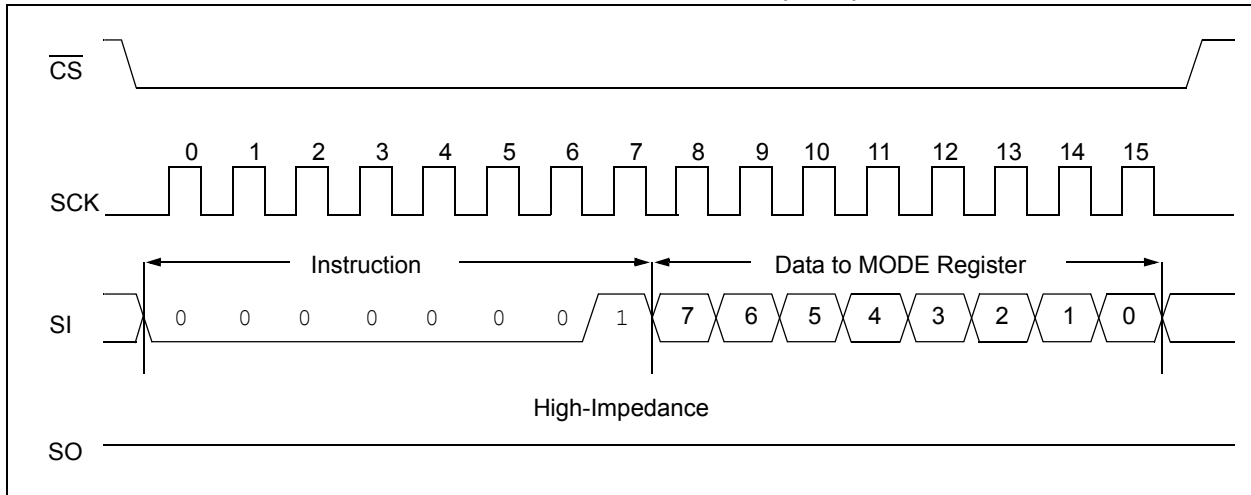 CS
0 1 2 3 4 5 6 7 8 9 10 11 12 13 14 15
SCK
Instruction Data to MODE Register
SI 0 0 0 0 0 0 0 1 7 6 5 4 3 2 1 0
High-Impedance
SO